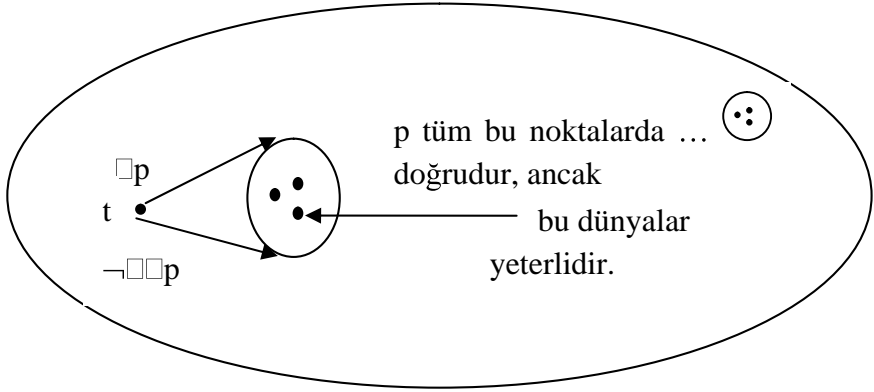 p tüm bu noktalarda …
doğrudur, ancak
bu dünyalar
yeterlidir.
□p
t
¬□□p